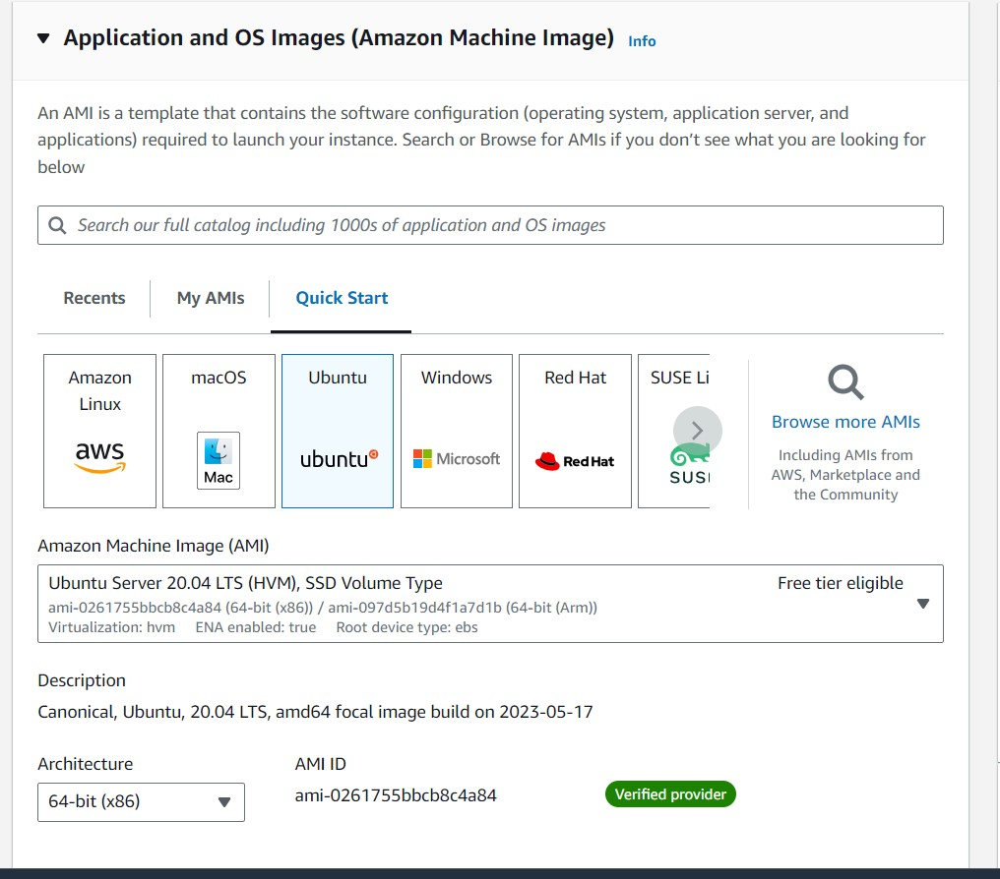 Application and OS Images (Amazon Machine Image) Info
An AMI is a template that contains the software configuration (operating system, application server, and
applications) required to launch your instance. Search or Browse for AMIs if you don't see what you are looking for
below
Search our full catalog including 1000s of application and OS images
Recents
My AMIs
Quick Start
Amazon
Linux
aws
macOS
Mac
Ubuntu
ubuntu
Windows
Microsoft
Red Hat
Red Hat
SUSE Li
SUS
Browse more AMIs
Including AMIs from
AWS, Marketplace and
the Community
Amazon Machine Image (AMI)
Ubuntu Server 20.04 LTS (HVM), SSD Volume Type Free tier eligible
ami-0261755bbcb8c4a84 (64-bit (x86)) / ami-097d5b19d4f1a7d1b (64-bit (Arm))
Virtualization: hvm ENA enabled: true Root device type: ebs
Description
Canonical, Ubuntu, 20.04 LTS, amd64 focal image build on 2023-05-17
Architecture
64-bit (x86)
AMI ID
ami-0261755bbcb8c4a84
Verified provider